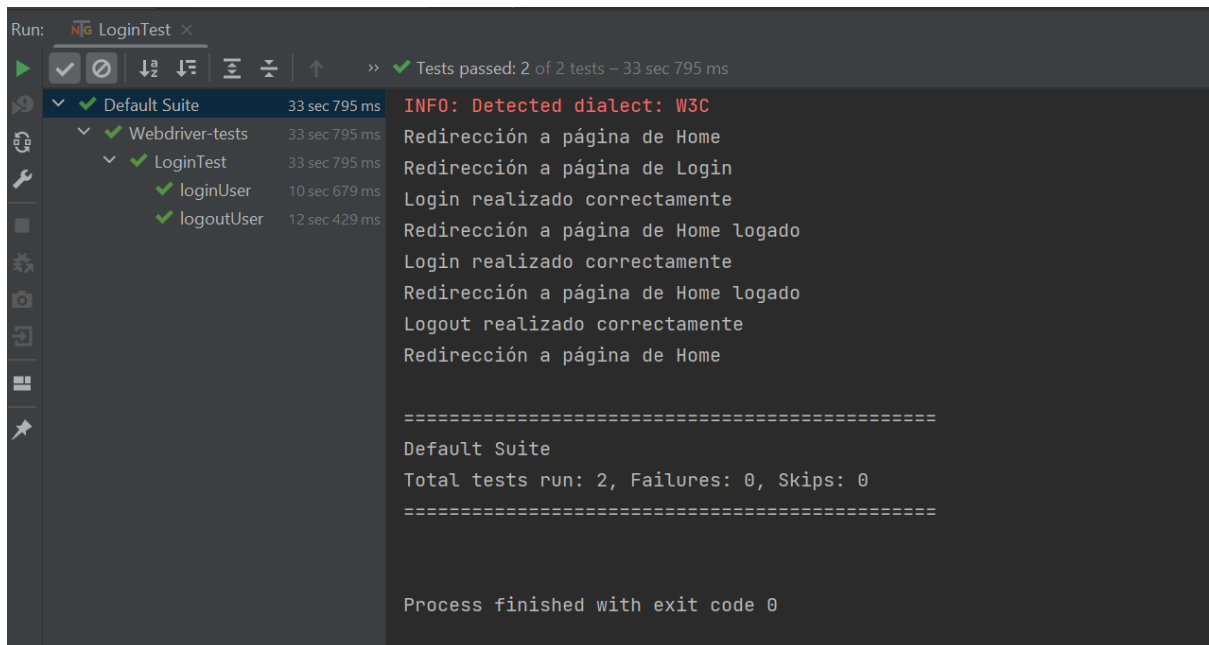 Run: NG LoginTest
Tests passed: 2 of 2 tests – 33 sec 795 ms
Default Suite 33 sec 795 ms
Webdriver-tests 33 sec 795 ms
LoginTest 33 sec 795 ms
loginUser 10 sec 679 ms
logoutUser 12 sec 429 ms
INFO: Detected dialect: W3C
Redirección a página de Home
Redirección a página de Login
Login realizado correctamente
Redirección a página de Home logado
Login realizado correctamente
Redirección a página de Home logado
Logout realizado correctamente
Redirección a página de Home
===============================================
Default Suite
Total tests run: 2, Failures: 0, Skips: 0
===============================================
Process finished with exit code 0